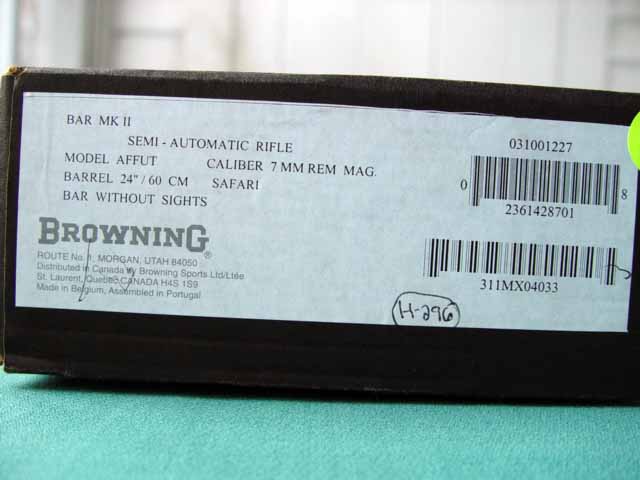 BAR MK II
SEMI - AUTOMATIC RIFLE
MODEL AFFUT CALIBER 7 MM REM MAG.
BARREL 24" / 60 CM SAFARI
BAR WITHOUT SIGHTS
BROWNING®
ROUTE No. 1, MORGAN, UTAH 84050
Distributed in Canada by Browning Sports Ltd/Ltée
St. Laurent, Quebec, CANADA H4S 1S9
Made in Belgium, Assembled in Portugal
031001227
0 8
2361428701
311MX04033
H-296